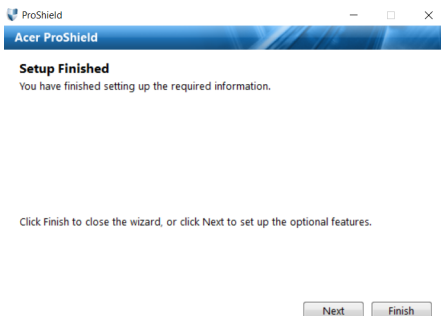 ProShield
Acer ProShield
Setup Finished
You have finished setting up the required information.
Click Finish to close the wizard, or click Next to set up the optional features.
Next Finish